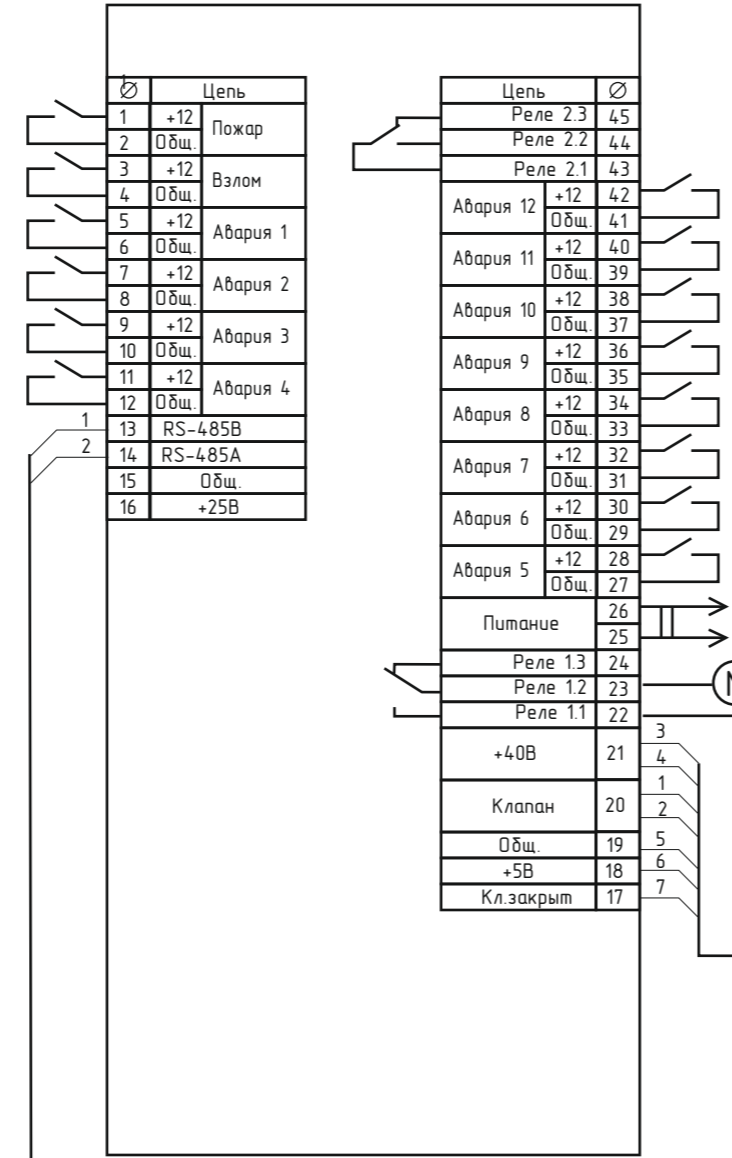 1
∅ Цепь
1 +12 Пожар
2 Общ.
3 +12 Взлом
4 Общ.
5 +12 Авария 1
6 Общ.
7 +12 Авария 2
8 Общ.
9 +12 Авария 3
10 Общ.
11 +12 Авария 4
12 Общ.
1 13 RS-485B
2 14 RS-485A
15 Общ.
16 +25В
Цепь ∅
Реле 2.3 45
Реле 2.2 44
Реле 2.1 43
Авария 12 +12 42
Общ. 41
Авария 11 +12 40
Общ. 39
Авария 10 +12 38
Общ. 37
Авария 9 +12 36
Общ. 35
Авария 8 +12 34
Общ. 33
Авария 7 +12 32
Общ. 31
Авария 6 +12 30
Общ. 29
Авария 5 +12 28
Общ. 27
Питание 26
25
Реле 1.3 24
Реле 1.2 23
Реле 1.1 22
+40В 21 3
4
Клапан 20 1
2
Общ. 19 5
+5В 18 6
Кл.закрыт 17 7